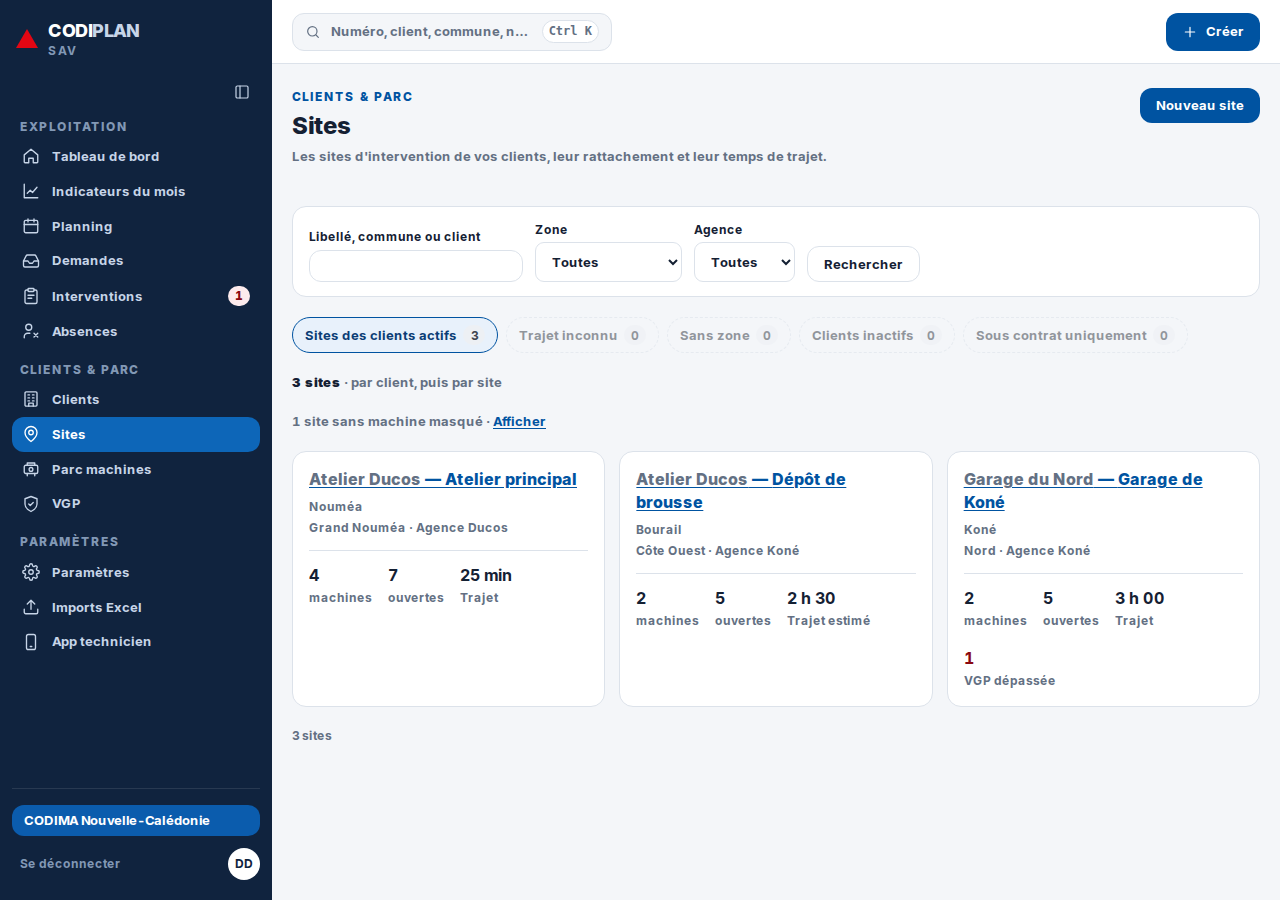 CODIPLAN
SAV
EXPLOITATION
Tableau de bord
Indicateurs du mois
Planning
Demandes
Interventions 1
Absences
CLIENTS & PARC
Clients
Sites
Parc machines
VGP
PARAMÈTRES
Paramètres
Imports Excel
App technicien
CODIMA Nouvelle-Calédonie
Se déconnecter DD
Numéro, client, commune, n… Ctrl K
Créer
CLIENTS & PARC
Sites
Les sites d'intervention de vos clients, leur rattachement et leur temps de trajet.
Nouveau site
Libellé, commune ou client
Zone
Toutes
Agence
Toutes
Rechercher
Sites des clients actifs 3
Trajet inconnu 0
Sans zone 0
Clients inactifs 0
Sous contrat uniquement 0
3 sites · par client, puis par site
1 site sans machine masqué · Afficher
Atelier Ducos — Atelier principal
Nouméa
Grand Nouméa · Agence Ducos
4 7 25 min
machines ouvertes Trajet
Atelier Ducos — Dépôt de
brousse
Bourail
Côte Ouest · Agence Koné
2 5 2 h 30
machines ouvertes Trajet estimé
Garage du Nord — Garage de
Koné
Koné
Nord · Agence Koné
2 5 3 h 00
machines ouvertes Trajet
1
VGP dépassée
3 sites